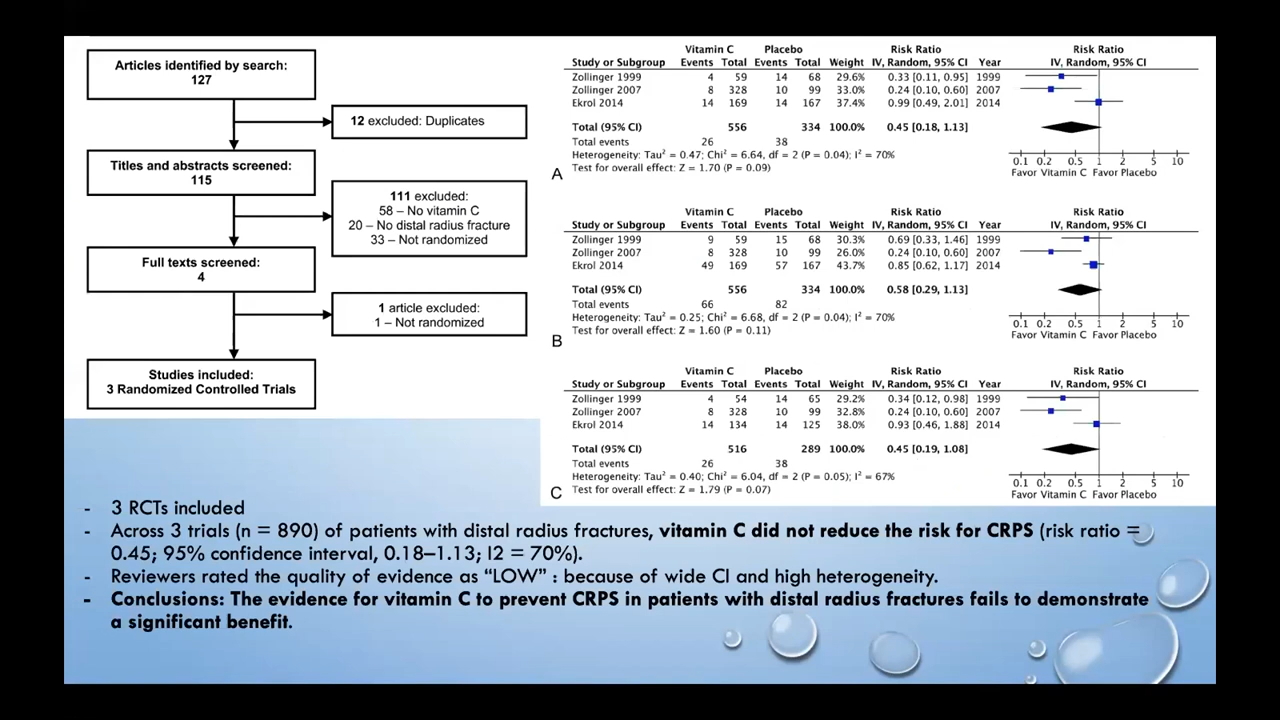 Articles identified by search:
127
12 excluded: Duplicates
Titles and abstracts screened:
115
111 excluded:
58 – No vitamin C
20 – No distal radius fracture
33 – Not randomized
Full texts screened:
4
1 article excluded:
1 – Not randomized
Studies included:
3 Randomized Controlled Trials
Vitamin C Placebo Risk Ratio Risk Ratio
Study or Subgroup Events Total Events Total Weight IV, Random, 95% CI Year IV, Random, 95% CI
Zollinger 1999 4 59 14 68 29.6% 0.33 [0.11, 0.95] 1999
Zollinger 2007 8 328 10 99 33.0% 0.24 [0.10, 0.60] 2007
Ekrol 2014 14 169 14 167 37.4% 0.99 [0.49, 2.01] 2014
Total (95% CI) 556 334 100.0% 0.45 [0.18, 1.13]
Total events 26 38
Heterogeneity: Tau² = 0.47; Chi² = 6.64, df = 2 (P = 0.04); I² = 70%
Test for overall effect: Z = 1.70 (P = 0.09)
0.1 0.2 0.5 1 2 5 10
Favor Vitamin C Favor Placebo
A
Vitamin C Placebo Risk Ratio Risk Ratio
Study or Subgroup Events Total Events Total Weight IV, Random, 95% CI Year IV, Random, 95% CI
Zollinger 1999 9 59 15 68 30.3% 0.69 [0.33, 1.46] 1999
Zollinger 2007 8 328 10 99 26.0% 0.24 [0.10, 0.60] 2007
Ekrol 2014 49 169 57 167 43.7% 0.85 [0.62, 1.17] 2014
Total (95% CI) 556 334 100.0% 0.58 [0.29, 1.13]
Total events 66 82
Heterogeneity: Tau² = 0.25; Chi² = 6.68, df = 2 (P = 0.04); I² = 70%
Test for overall effect: Z = 1.60 (P = 0.11)
0.1 0.2 0.5 1 2 5 10
Favor Vitamin C Favor Placebo
B
Vitamin C Placebo Risk Ratio Risk Ratio
Study or Subgroup Events Total Events Total Weight IV, Random, 95% CI Year IV, Random, 95% CI
Zollinger 1999 4 54 14 65 29.2% 0.34 [0.12, 0.98] 1999
Zollinger 2007 8 328 10 99 32.8% 0.24 [0.10, 0.60] 2007
Ekrol 2014 14 134 14 125 38.0% 0.93 [0.46, 1.88] 2014
Total (95% CI) 516 289 100.0% 0.45 [0.19, 1.08]
Total events 26 38
Heterogeneity: Tau² = 0.40; Chi² = 6.04, df = 2 (P = 0.05); I² = 67%
Test for overall effect: Z = 1.79 (P = 0.07)
0.1 0.2 0.5 1 2 5 10
Favor Vitamin C Favor Placebo
C
- 3 RCTs included
- Across 3 trials (n = 890) of patients with distal radius fractures, vitamin C did not reduce the risk for CRPS (risk ratio =
0.45; 95% confidence interval, 0.18–1.13; I2 = 70%).
- Reviewers rated the quality of evidence as “LOW” : because of wide CI and high heterogeneity.
- Conclusions: The evidence for vitamin C to prevent CRPS in patients with distal radius fractures fails to demonstrate
a significant benefit.